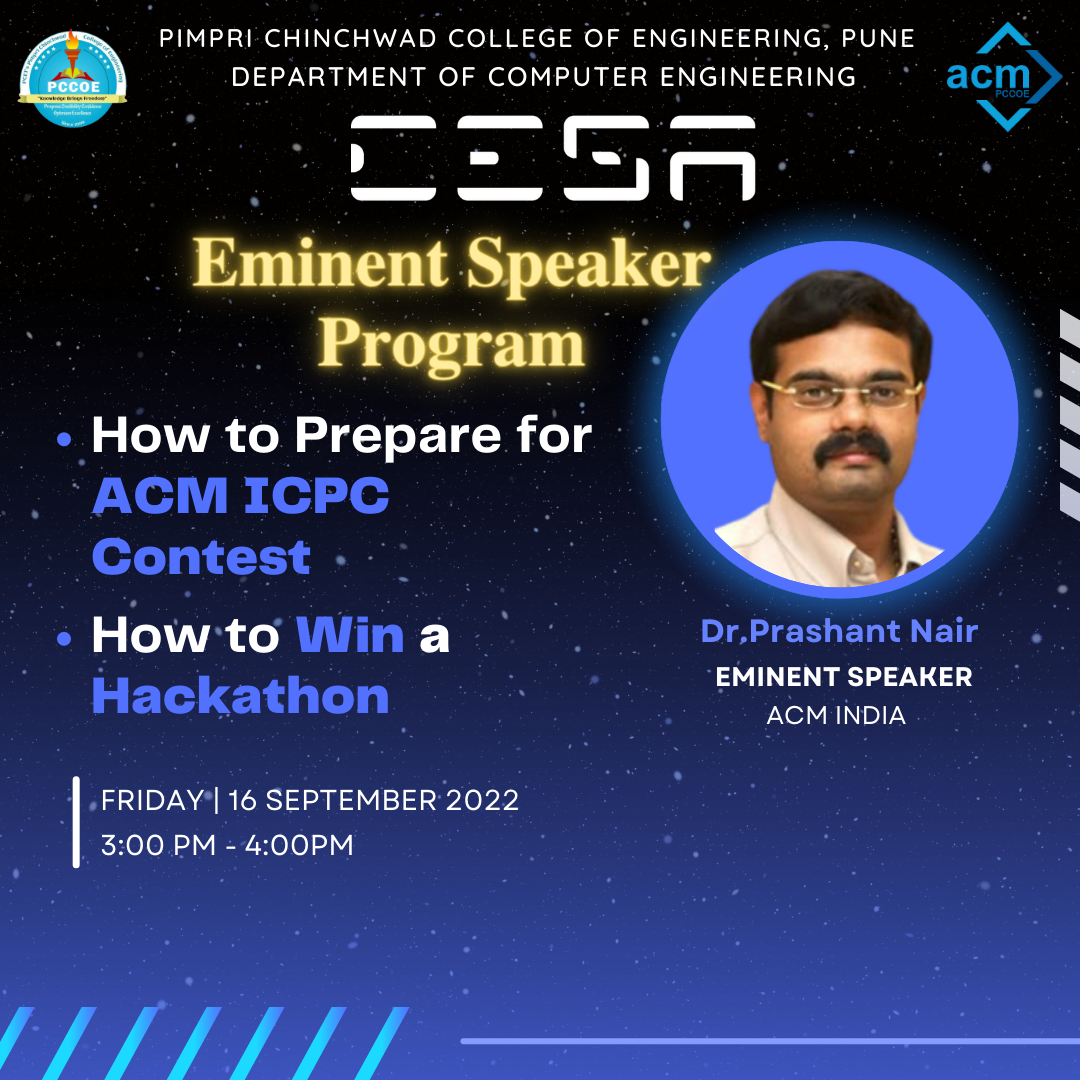 PIMPRI CHINCHWAD COLLEGE OF ENGINEERING, PUNE
DEPARTMENT OF COMPUTER ENGINEERING
PCCOE
"Knowledge Brings Freedom"
acm
PCCOE
CESA
Eminent Speaker
Program
• How to Prepare for
ACM ICPC
Contest
• How to Win a
Hackathon
Dr,Prashant Nair
EMINENT SPEAKER
ACM INDIA
FRIDAY | 16 SEPTEMBER 2022
3:00 PM - 4:00PM